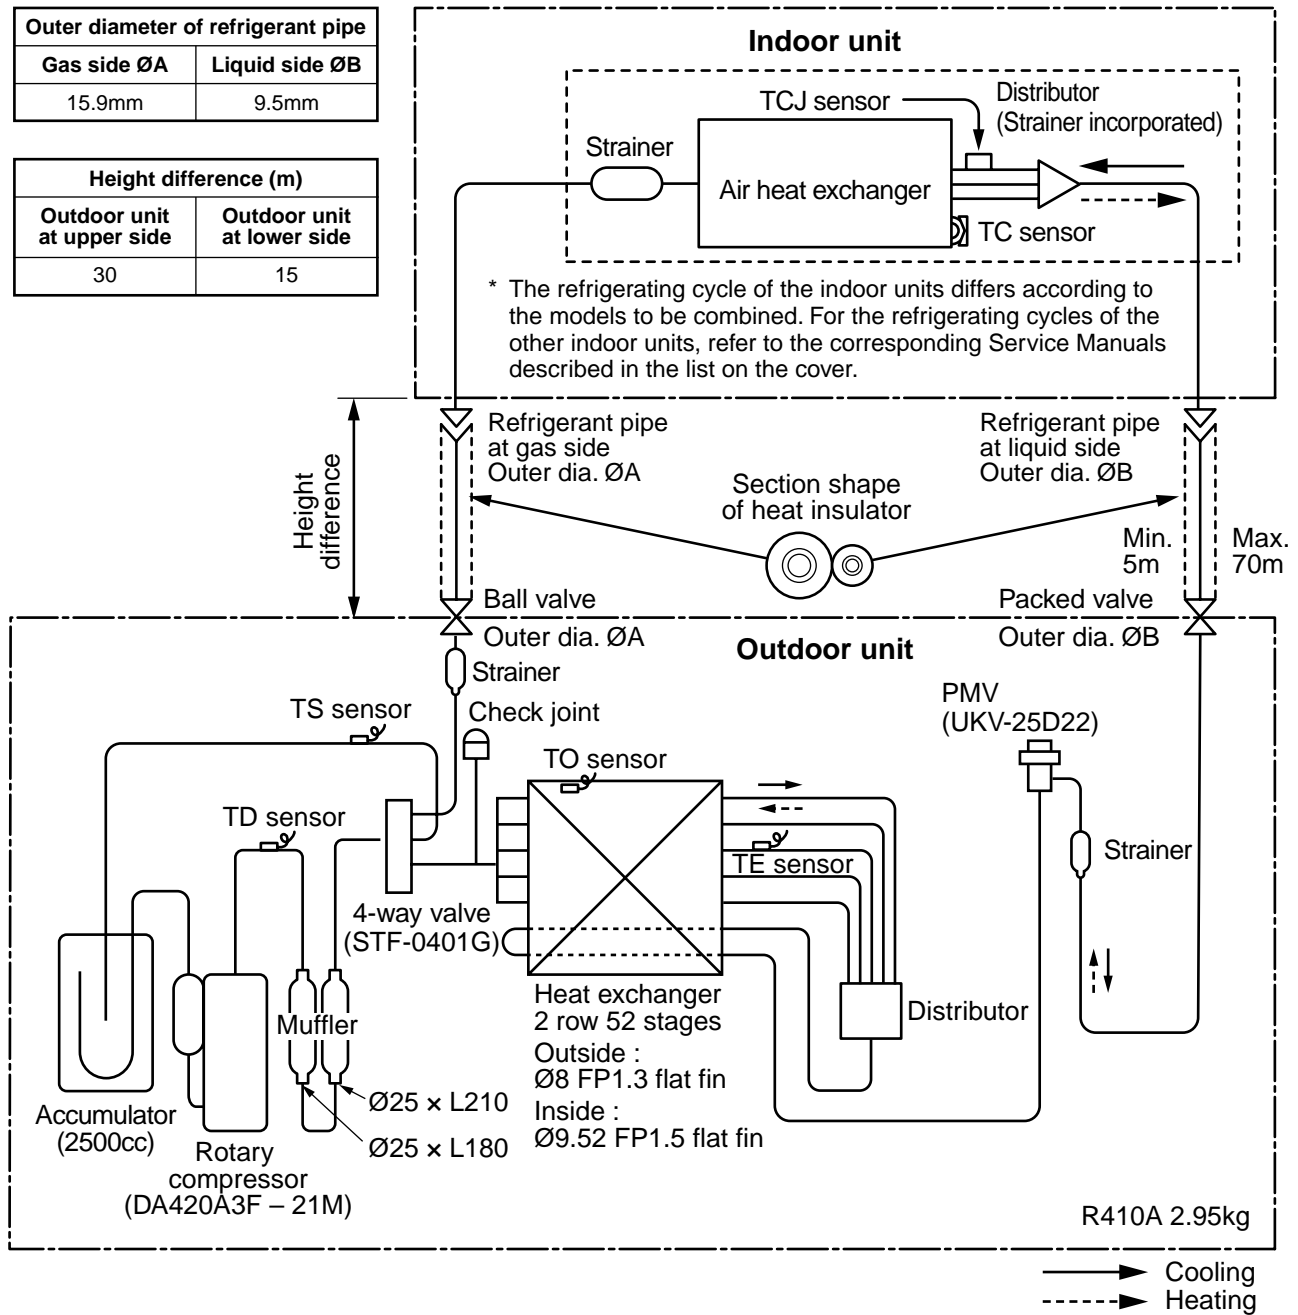 Outer diameter of refrigerant pipe
Gas side ØA
Liquid side ØB
15.9mm
9.5mm
Height difference (m)
Outdoor unit
at upper side
Outdoor unit
at lower side
30
15
Indoor unit
TCJ sensor
Distributor
(Strainer incorporated)
Strainer
Air heat exchanger
TC sensor
* The refrigerating cycle of the indoor units differs according to
the models to be combined. For the refrigerating cycles of the
other indoor units, refer to the corresponding Service Manuals
described in the list on the cover.
Height
difference
Refrigerant pipe
at gas side
Outer dia. ØA
Refrigerant pipe
at liquid side
Outer dia. ØB
Section shape
of heat insulator
Min.
5m
Max.
70m
Ball valve
Outer dia. ØA
Packed valve
Outer dia. ØB
Outdoor unit
Strainer
TS sensor
Check joint
PMV
(UKV-25D22)
TO sensor
TD sensor
TE sensor
Strainer
4-way valve
(STF-0401G)
Muffler
Heat exchanger
2 row 52 stages
Outside :
Ø8 FP1.3 flat fin
Inside :
Ø9.52 FP1.5 flat fin
Distributor
Ø25 × L210
Ø25 × L180
Accumulator
(2500cc)
Rotary
compressor
(DA420A3F – 21M)
R410A 2.95kg
Cooling
Heating